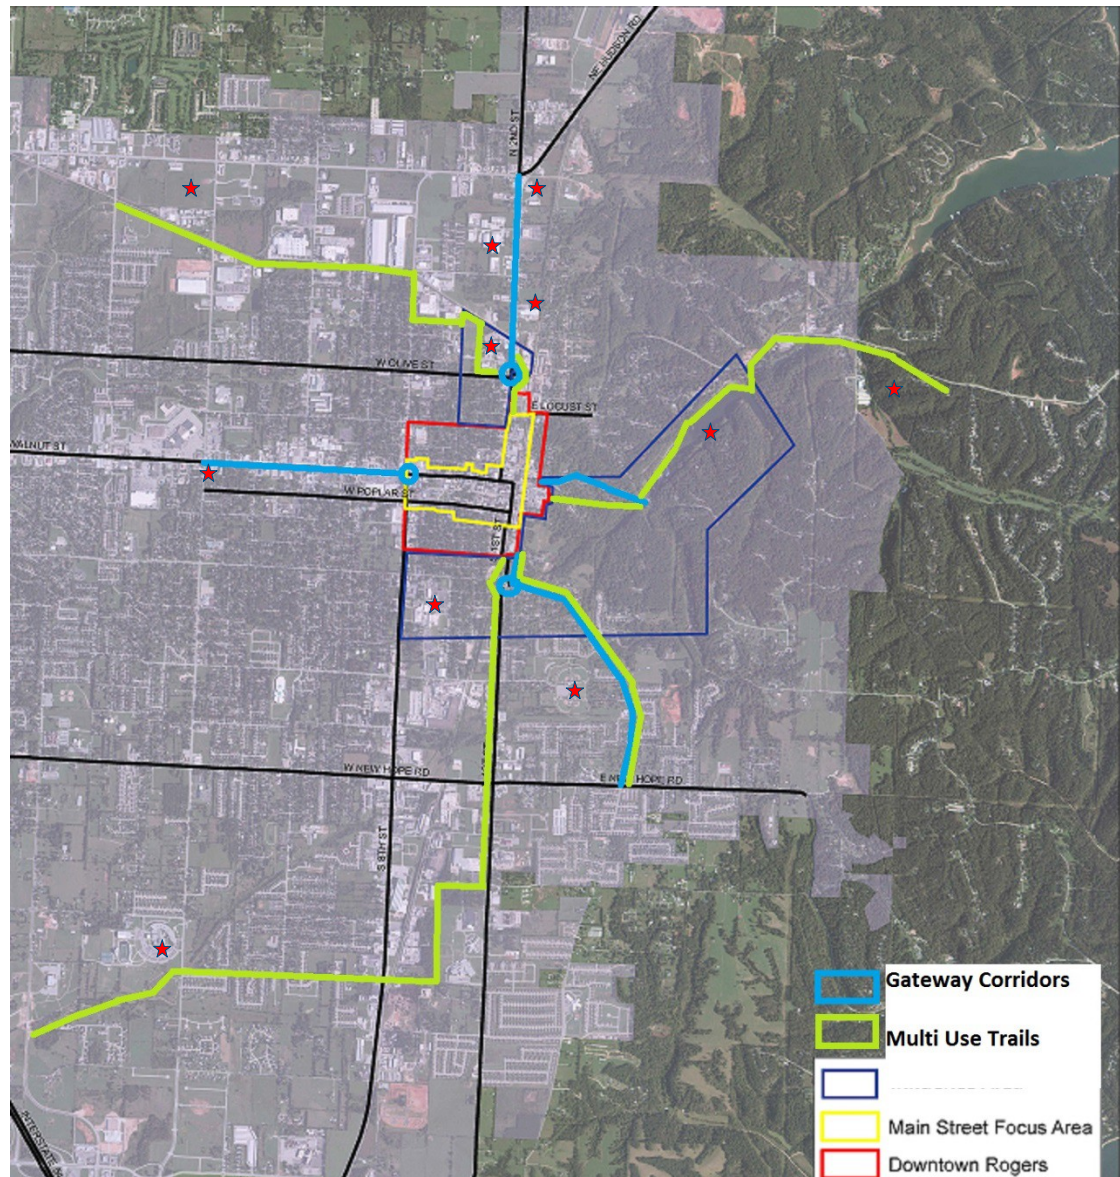 NE HUDSON RD
N 2ND ST
W OLIVE ST
E LOCUST ST
WALNUT ST
W POPLAR ST
1ST ST
W NEW HOPE RD
E NEW HOPE RD
S 8TH ST
INTERSTATE
Gateway Corridors
Multi Use Trails
Main Street Focus Area
Downtown Rogers